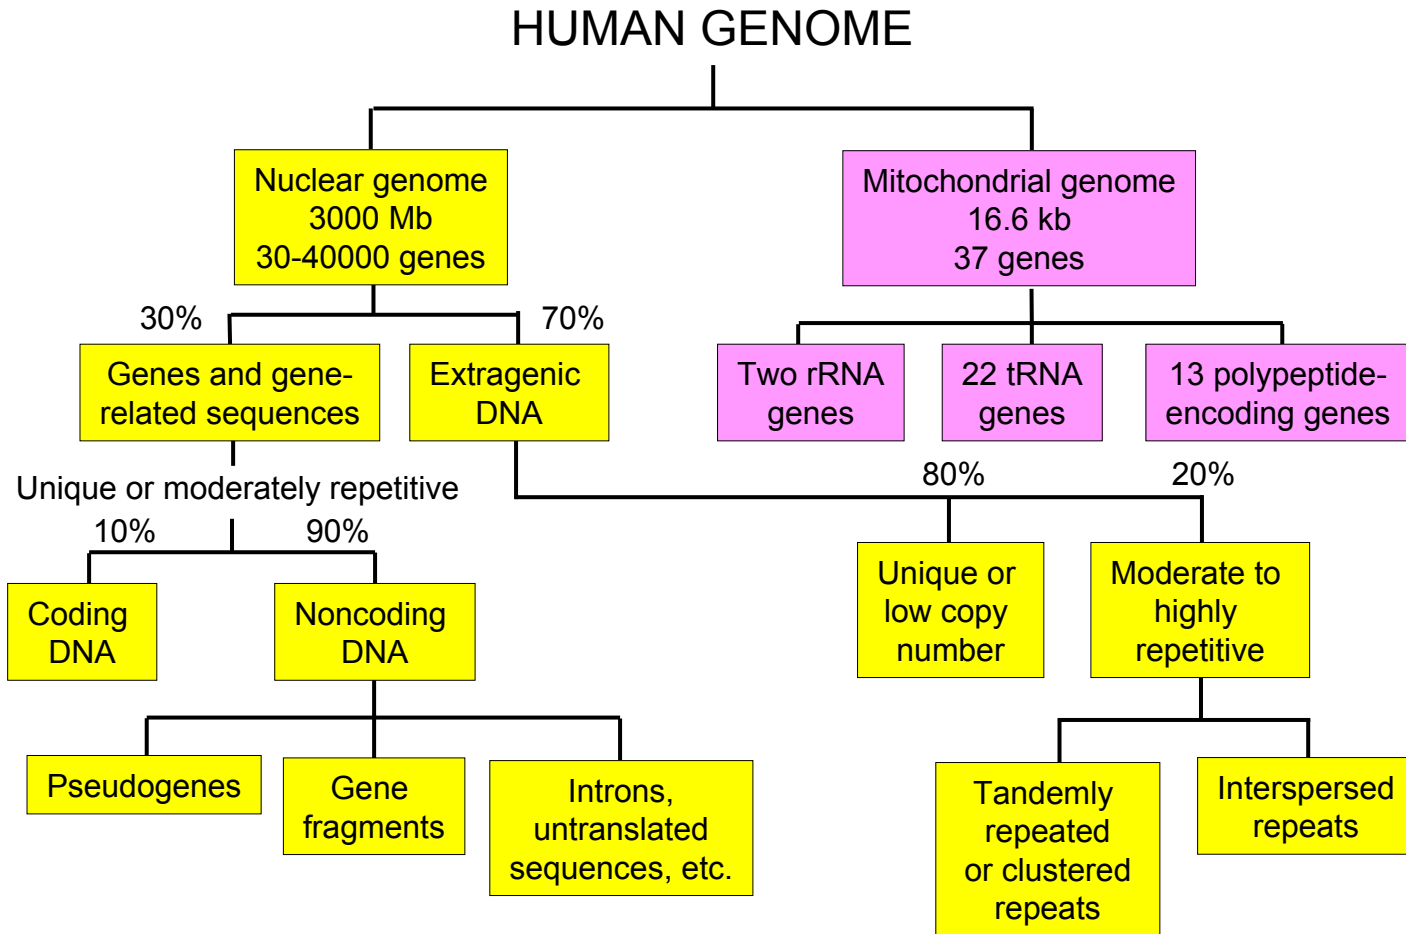 HUMAN GENOME
Nuclear genome
3000 Mb
30-40000 genes
Mitochondrial genome
16.6 kb
37 genes
30%
70%
Genes and gene-
related sequences
Extragenic
DNA
Two rRNA
genes
22 tRNA
genes
13 polypeptide-
encoding genes
Unique or moderately repetitive
80%
20%
10%
90%
Coding
DNA
Noncoding
DNA
Unique or
low copy
number
Moderate to
highly
repetitive
Pseudogenes
Gene
fragments
Introns,
untranslated
sequences, etc.
Tandemly
repeated
or clustered
repeats
Interspersed
repeats